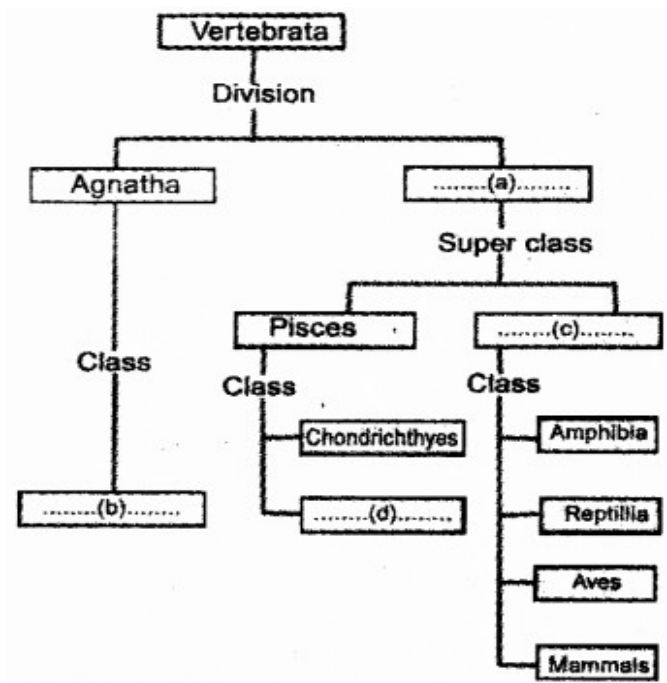 Vertebrata
Division
Agnatha
.........(a)..........
Super class
Pisces
........(c)........
Class
Class
Class
Chondrichthyes
Amphibia
.........(b)........
........(d)........
Reptillia
Aves
Mammals